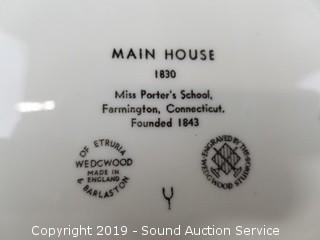 MAIN HOUSE
1830
Miss Porter's School,
Farmington, Connecticut.
Founded 1843
OF ETRURIA
WEDGWOOD
MADE IN
ENGLAND
& BARLASTON
ENGRAVED BY THE
WEDGWOOD STUDIOS
Copyright 2019 - Sound Auction Service